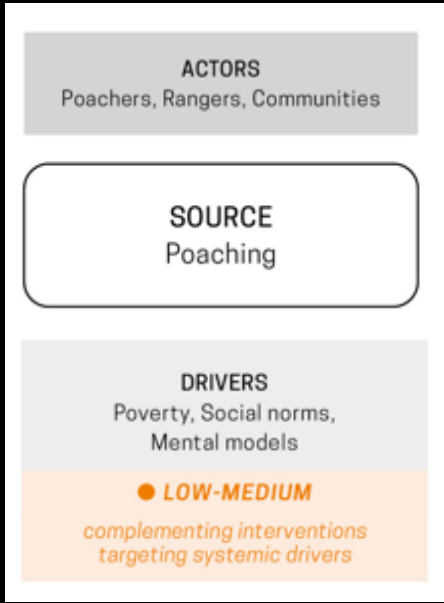 ACTORS
Poachers, Rangers, Communities
SOURCE
Poaching
DRIVERS
Poverty, Social norms,
Mental models
● LOW-MEDIUM
complementing interventions
targeting systemic drivers